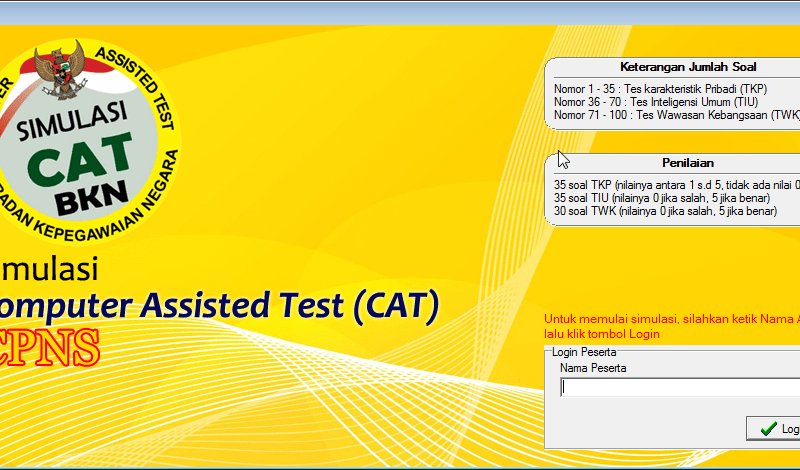 ASSISTED TEST
SIMULASI
CAT
BKN
KEPEGAWAIAN NEGARA
Computer Assisted Test (CAT)
CPNS
Keterangan Jumlah Soal
Nomor 1 - 35 : Tes karakteristik Pribadi (TKP)
Nomor 36 - 70 : Tes Inteligensi Umum (TIU)
Nomor 71 - 100 : Tes Wawasan Kebangsaan (TWK
Penilaian
35 soal TKP (nilainya antara 1 s.d 5, tidak ada nilai 0
35 soal TIU (nilainya 0 jika salah, 5 jika benar)
30 soal TWK (nilainya 0 jika salah, 5 jika benar)
Untuk memulai simulasi, silahkan ketik Nama A
lalu klik tombol Login
Login Peserta
Nama Peserta
Log